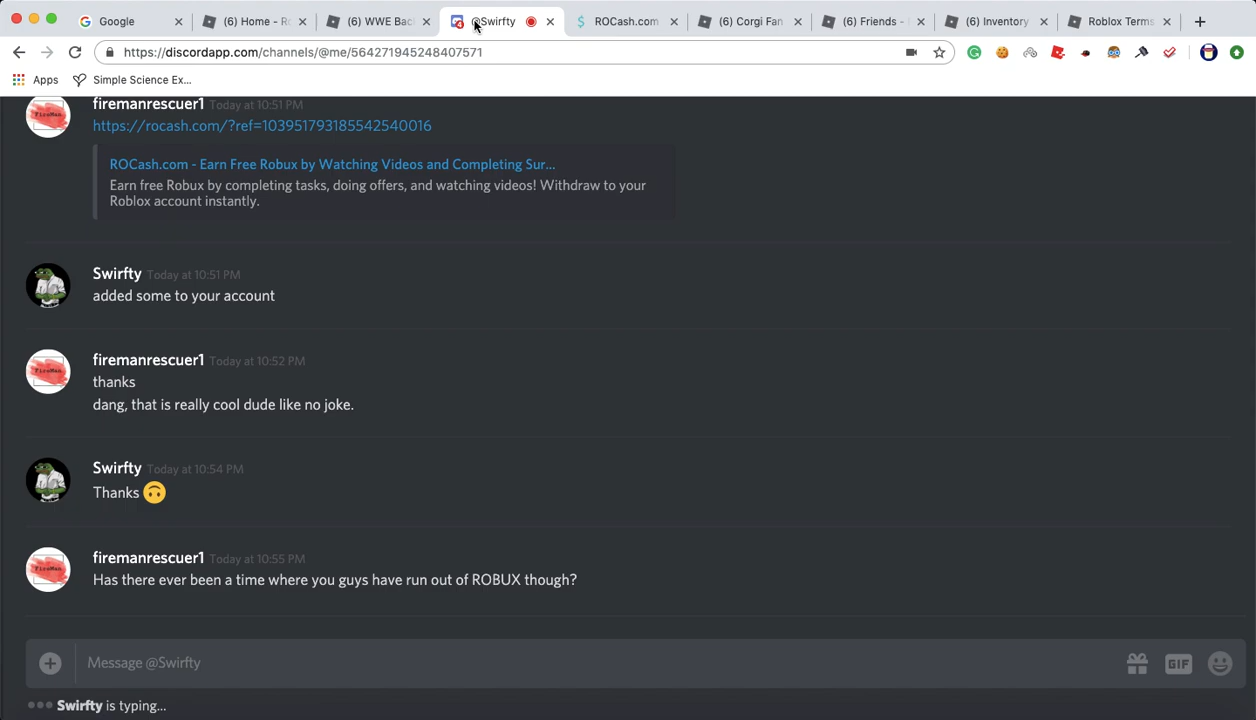 Google
(6) Home - Ro
(6) WWE Bac
@Swirfty
ROCash.com
(6) Corgi Fan
(6) Friends -
(6) Inventory
Roblox Terms
https://discordapp.com/channels/@me/564271945248407571
Apps
Simple Science Ex...
firemanrescuer1 Today at 10:51 PM
https://rocash.com/?ref=103951793185542540016
ROCash.com - Earn Free Robux by Watching Videos and Completing Sur...
Earn free Robux by completing tasks, doing offers, and watching videos! Withdraw to your
Roblox account instantly.
Swirfty Today at 10:51 PM
added some to your account
firemanrescuer1 Today at 10:52 PM
thanks
dang, that is really cool dude like no joke.
Swirfty Today at 10:54 PM
Thanks
firemanrescuer1 Today at 10:55 PM
Has there ever been a time where you guys have run out of ROBUX though?
Message @Swirfty
GIF
Swirfty is typing...